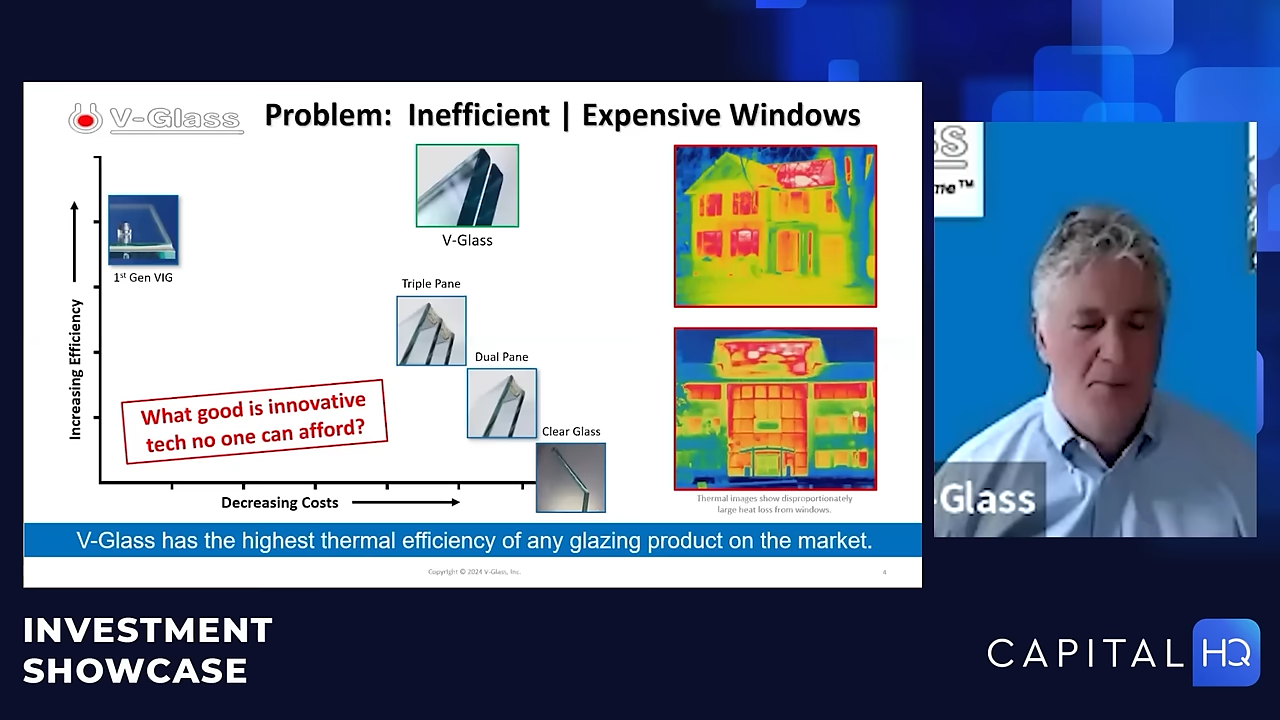 V-Glass
Problem: Inefficient | Expensive Windows
V-Glass
1st Gen VIG
Triple Pane
Dual Pane
Clear Glass
Increasing Efficiency
What good is innovative
tech no one can afford?
Decreasing Costs
Thermal images show disproportionately
large heat loss from windows.
V-Glass has the highest thermal efficiency of any glazing product on the market.
Copyright © 2024 V-Glass, Inc.
4
me™
-Glass
INVESTMENT
SHOWCASE
CAPITAL HQ